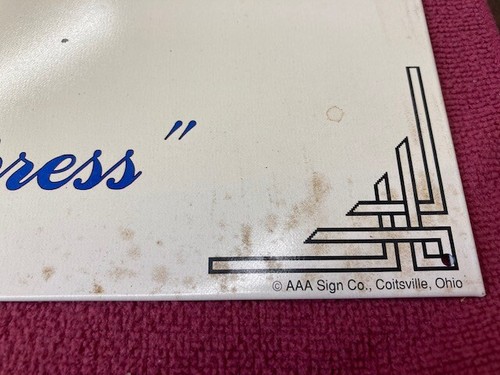 ress"
© AAA Sign Co., Coitsville, Ohio